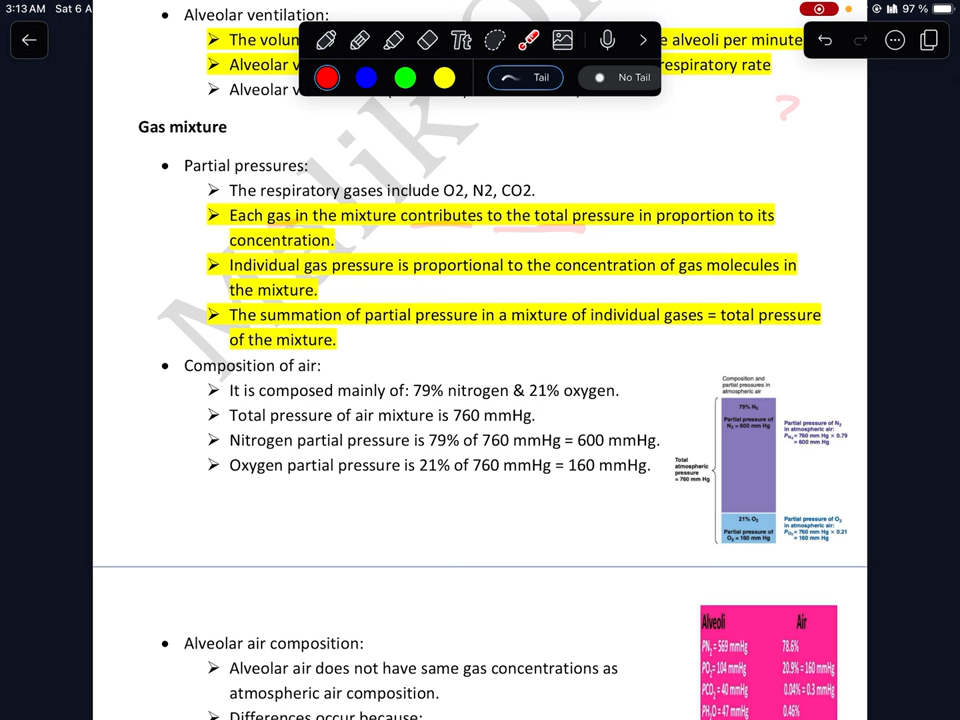 3:13 AM Sat 6 A
97 %
• Alveolar ventilation:
➢ The volum e alveoli per minute
➢ Alveolar v respiratory rate
➢ Alveolar v
Tt
Tail
No Tail
?
Gas mixture
• Partial pressures:
➢ The respiratory gases include O2, N2, CO2.
➢ Each gas in the mixture contributes to the total pressure in proportion to its
concentration.
➢ Individual gas pressure is proportional to the concentration of gas molecules in
the mixture.
➢ The summation of partial pressure in a mixture of individual gases = total pressure
of the mixture.
• Composition of air:
➢ It is composed mainly of: 79% nitrogen & 21% oxygen.
➢ Total pressure of air mixture is 760 mmHg.
➢ Nitrogen partial pressure is 79% of 760 mmHg = 600 mmHg.
➢ Oxygen partial pressure is 21% of 760 mmHg = 160 mmHg.
Composition and
partial pressures in
atmospheric air
79% N₂
Partial pressure of
N₂ = 600 mm Hg
Partial pressure of N₂
in atmospheric air:
PN₂ = 760 mm Hg × 0.79
= 600 mm Hg
Total
atmospheric
pressure
= 760 mm Hg
21% O₂
Partial pressure of
O₂ = 160 mm Hg
Partial pressure of O₂
in atmospheric air:
PO₂ = 760 mm Hg × 0.21
= 160 mm Hg
• Alveolar air composition:
➢ Alveolar air does not have same gas concentrations as
atmospheric air composition.
➢ Differences occur because:
Alveoli Air
PN₂ = 569 mmHg 78.6%
PO₂= 104 mmHg 20.9% = 160 mmHg
PCO₂ = 40 mmHg 0.04% = 0.3 mmHg
PH₂O = 47 mmHg 0.46%